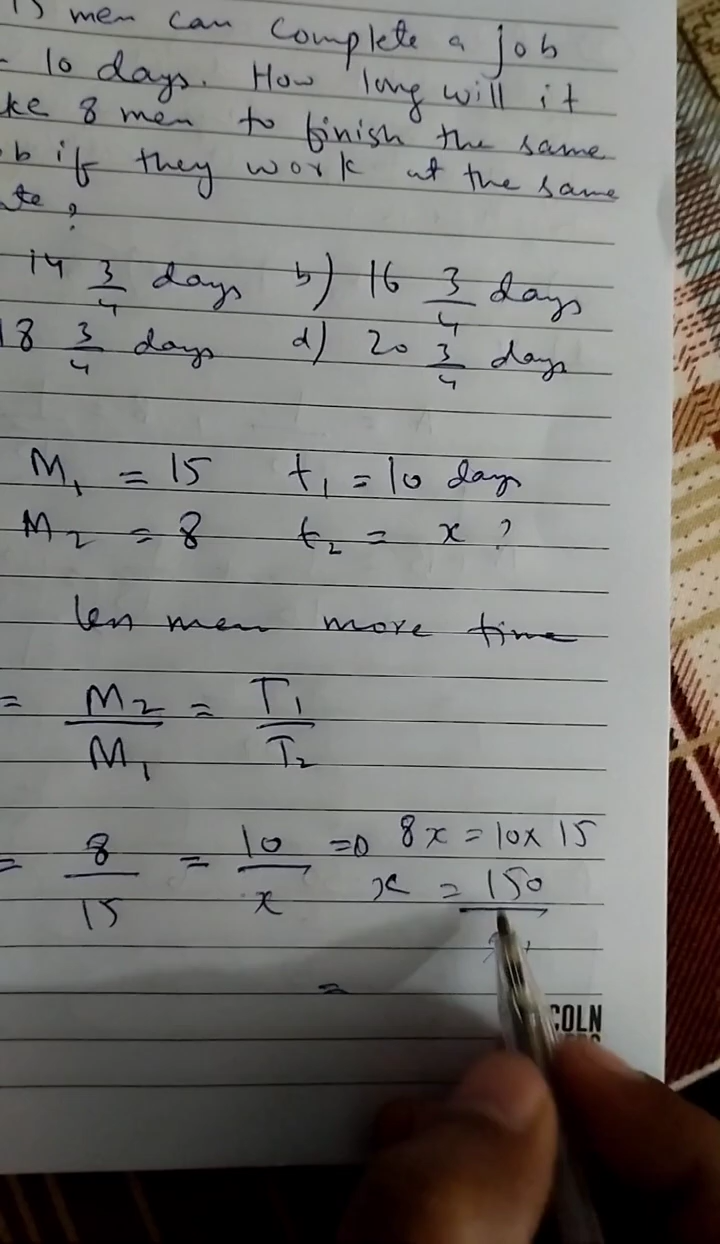 men can complete a job
10 days. How long will it
ke 8 men to finish the same
b if they work at the same
te ?
14 3/4 days b) 16 3/4 days
18 3/4 days d) 20 3/4 days
M1 = 15 t1 = 10 days
M2 = 8 t2 = x ?
less men more time
= M2/M1 = T1/T2
= 8/15 = 10/x => 8x = 10x 15
x = 150
=
COLN